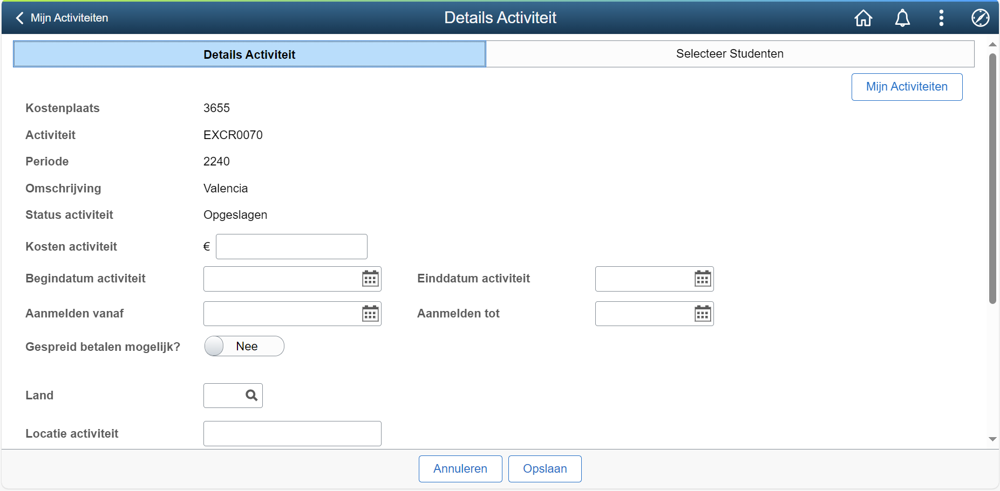 Mijn Activiteiten
Details Activiteit
Details Activiteit
Selecteer Studenten
Mijn Activiteiten
Kostenplaats 3655
Activiteit EXCR0070
Periode 2240
Omschrijving Valencia
Status activiteit Opgeslagen
Kosten activiteit €
Begindatum activiteit Einddatum activiteit
Aanmelden vanaf Aanmelden tot
Gespreid betalen mogelijk? Nee
Land
Locatie activiteit
Annuleren Opslaan